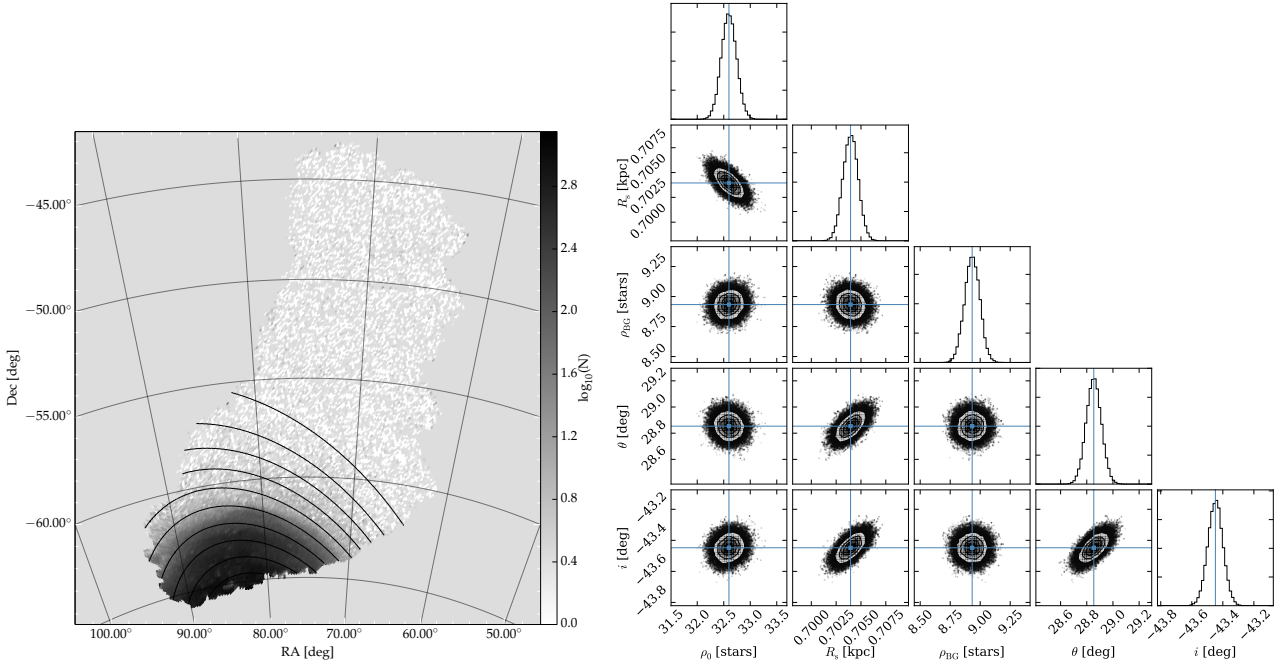 −45.00°
−50.00°
−55.00°
−60.00°
Dec [deg]
100.00° 90.00° 80.00° 70.00° 60.00° 50.00°
RA [deg]
2.8
2.4
2.0
1.6
1.2
0.8
0.4
0.0
log₁₀(N)
0.7075
0.7050
0.7025
0.7000
Rₛ [kpc]
9.25
9.00
8.75
8.50
ρ_BG [stars]
29.2
29.0
28.8
28.6
θ [deg]
−43.2
−43.4
−43.6
−43.8
i [deg]
31.5 32.0 32.5 33.0 33.5
ρ₀ [stars]
0.7000 0.7025 0.7050 0.7075
Rₛ [kpc]
8.50 8.75 9.00 9.25
ρ_BG [stars]
28.6 28.8 29.0 29.2
θ [deg]
−43.8 −43.6 −43.4 −43.2
i [deg]